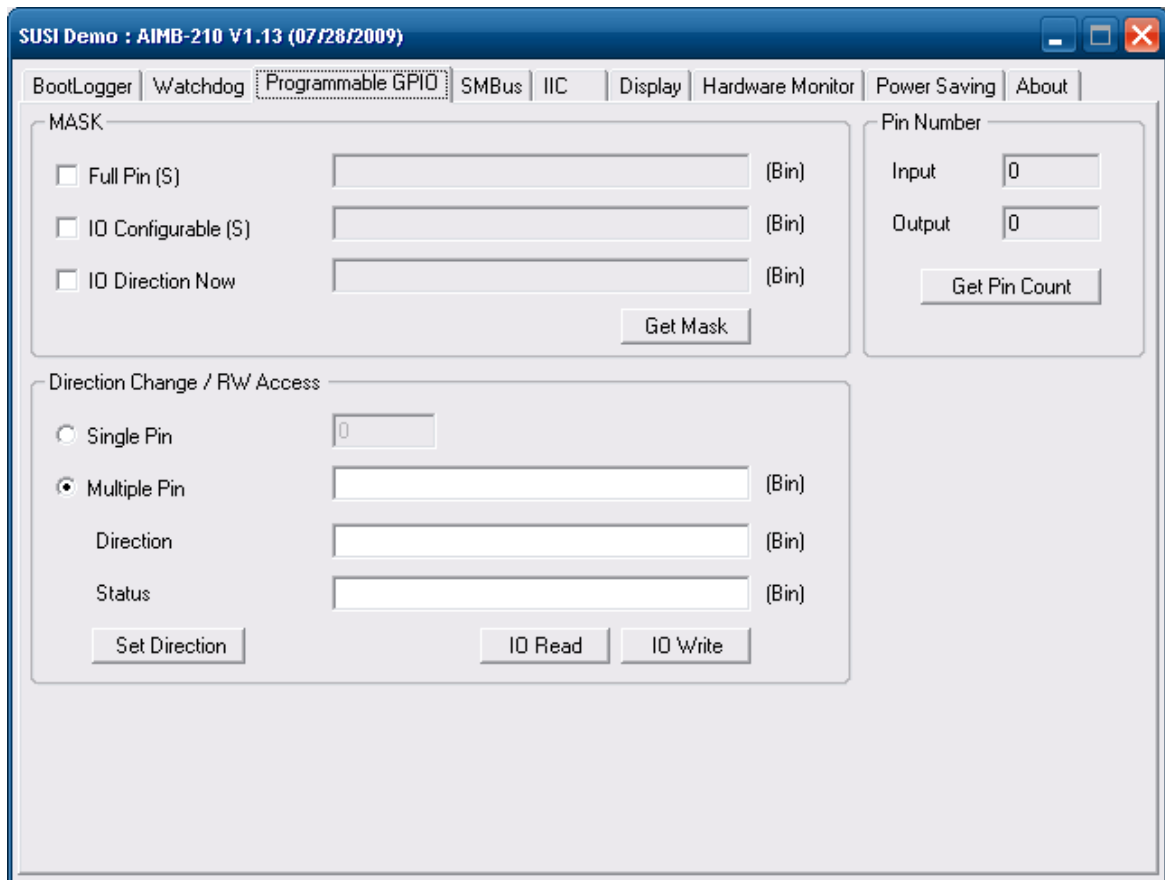 SUSI Demo : AIMB-210 V1.13 (07/28/2009)
BootLogger Watchdog Programmable GPIO SMBus IIC Display Hardware Monitor Power Saving About
MASK
Full Pin (S) (Bin)
IO Configurable (S) (Bin)
IO Direction Now (Bin)
Get Mask
Pin Number
Input 0
Output 0
Get Pin Count
Direction Change / RW Access
Single Pin 0
Multiple Pin (Bin)
Direction (Bin)
Status (Bin)
Set Direction IO Read IO Write